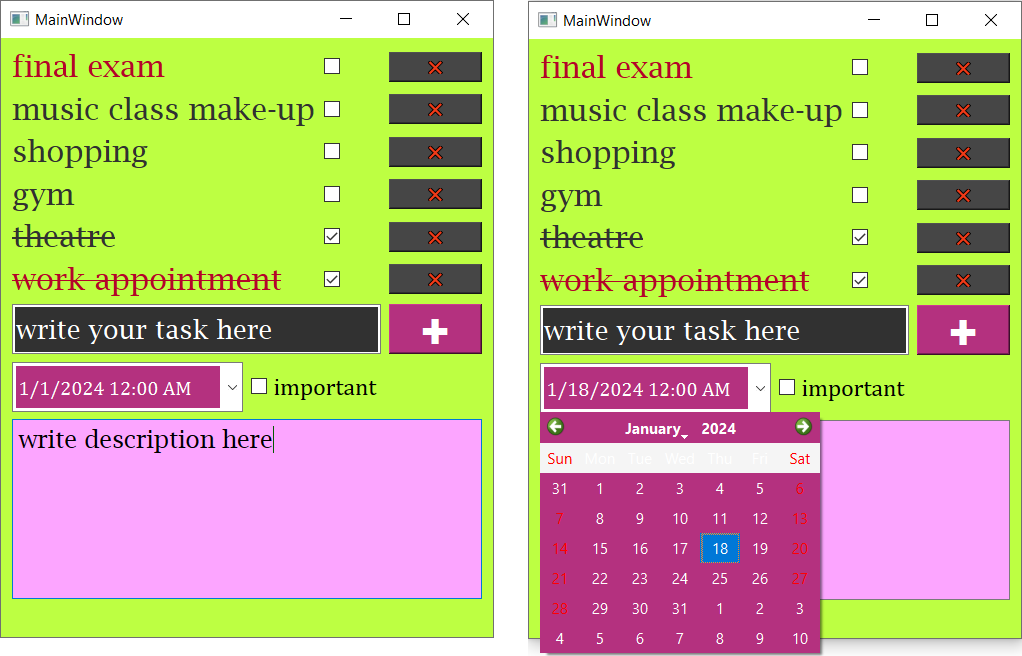 MainWindow
final exam
music class make-up
shopping
gym
theatre
work appointment
write your task here
1/1/2024 12:00 AM
important
write description here
MainWindow
final exam
music class make-up
shopping
gym
theatre
work appointment
write your task here
1/18/2024 12:00 AM
important
January 2024
Sun Mon Tue Wed Thu Fri Sat
31 1 2 3 4 5 6
7 8 9 10 11 12 13
14 15 16 17 18 19 20
21 22 23 24 25 26 27
28 29 30 31 1 2 3
4 5 6 7 8 9 10